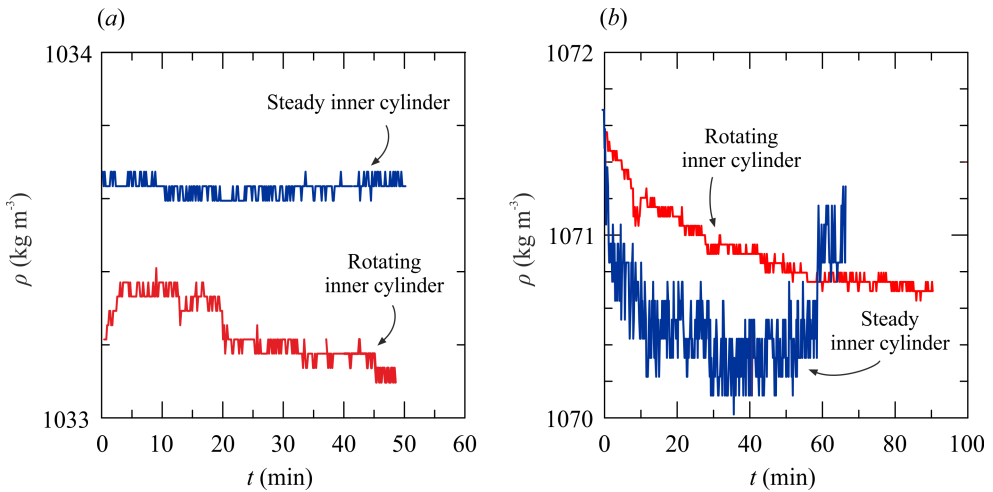 (a)
1034
Steady inner cylinder
ρ (kg m-3)
Rotating
inner cylinder
1033
0 10 20 30 40 50 60
t (min)
(b)
1072
Rotating
inner cylinder
1071
ρ (kg m-3)
Steady
inner cylinder
1070
0 20 40 60 80 100
t (min)